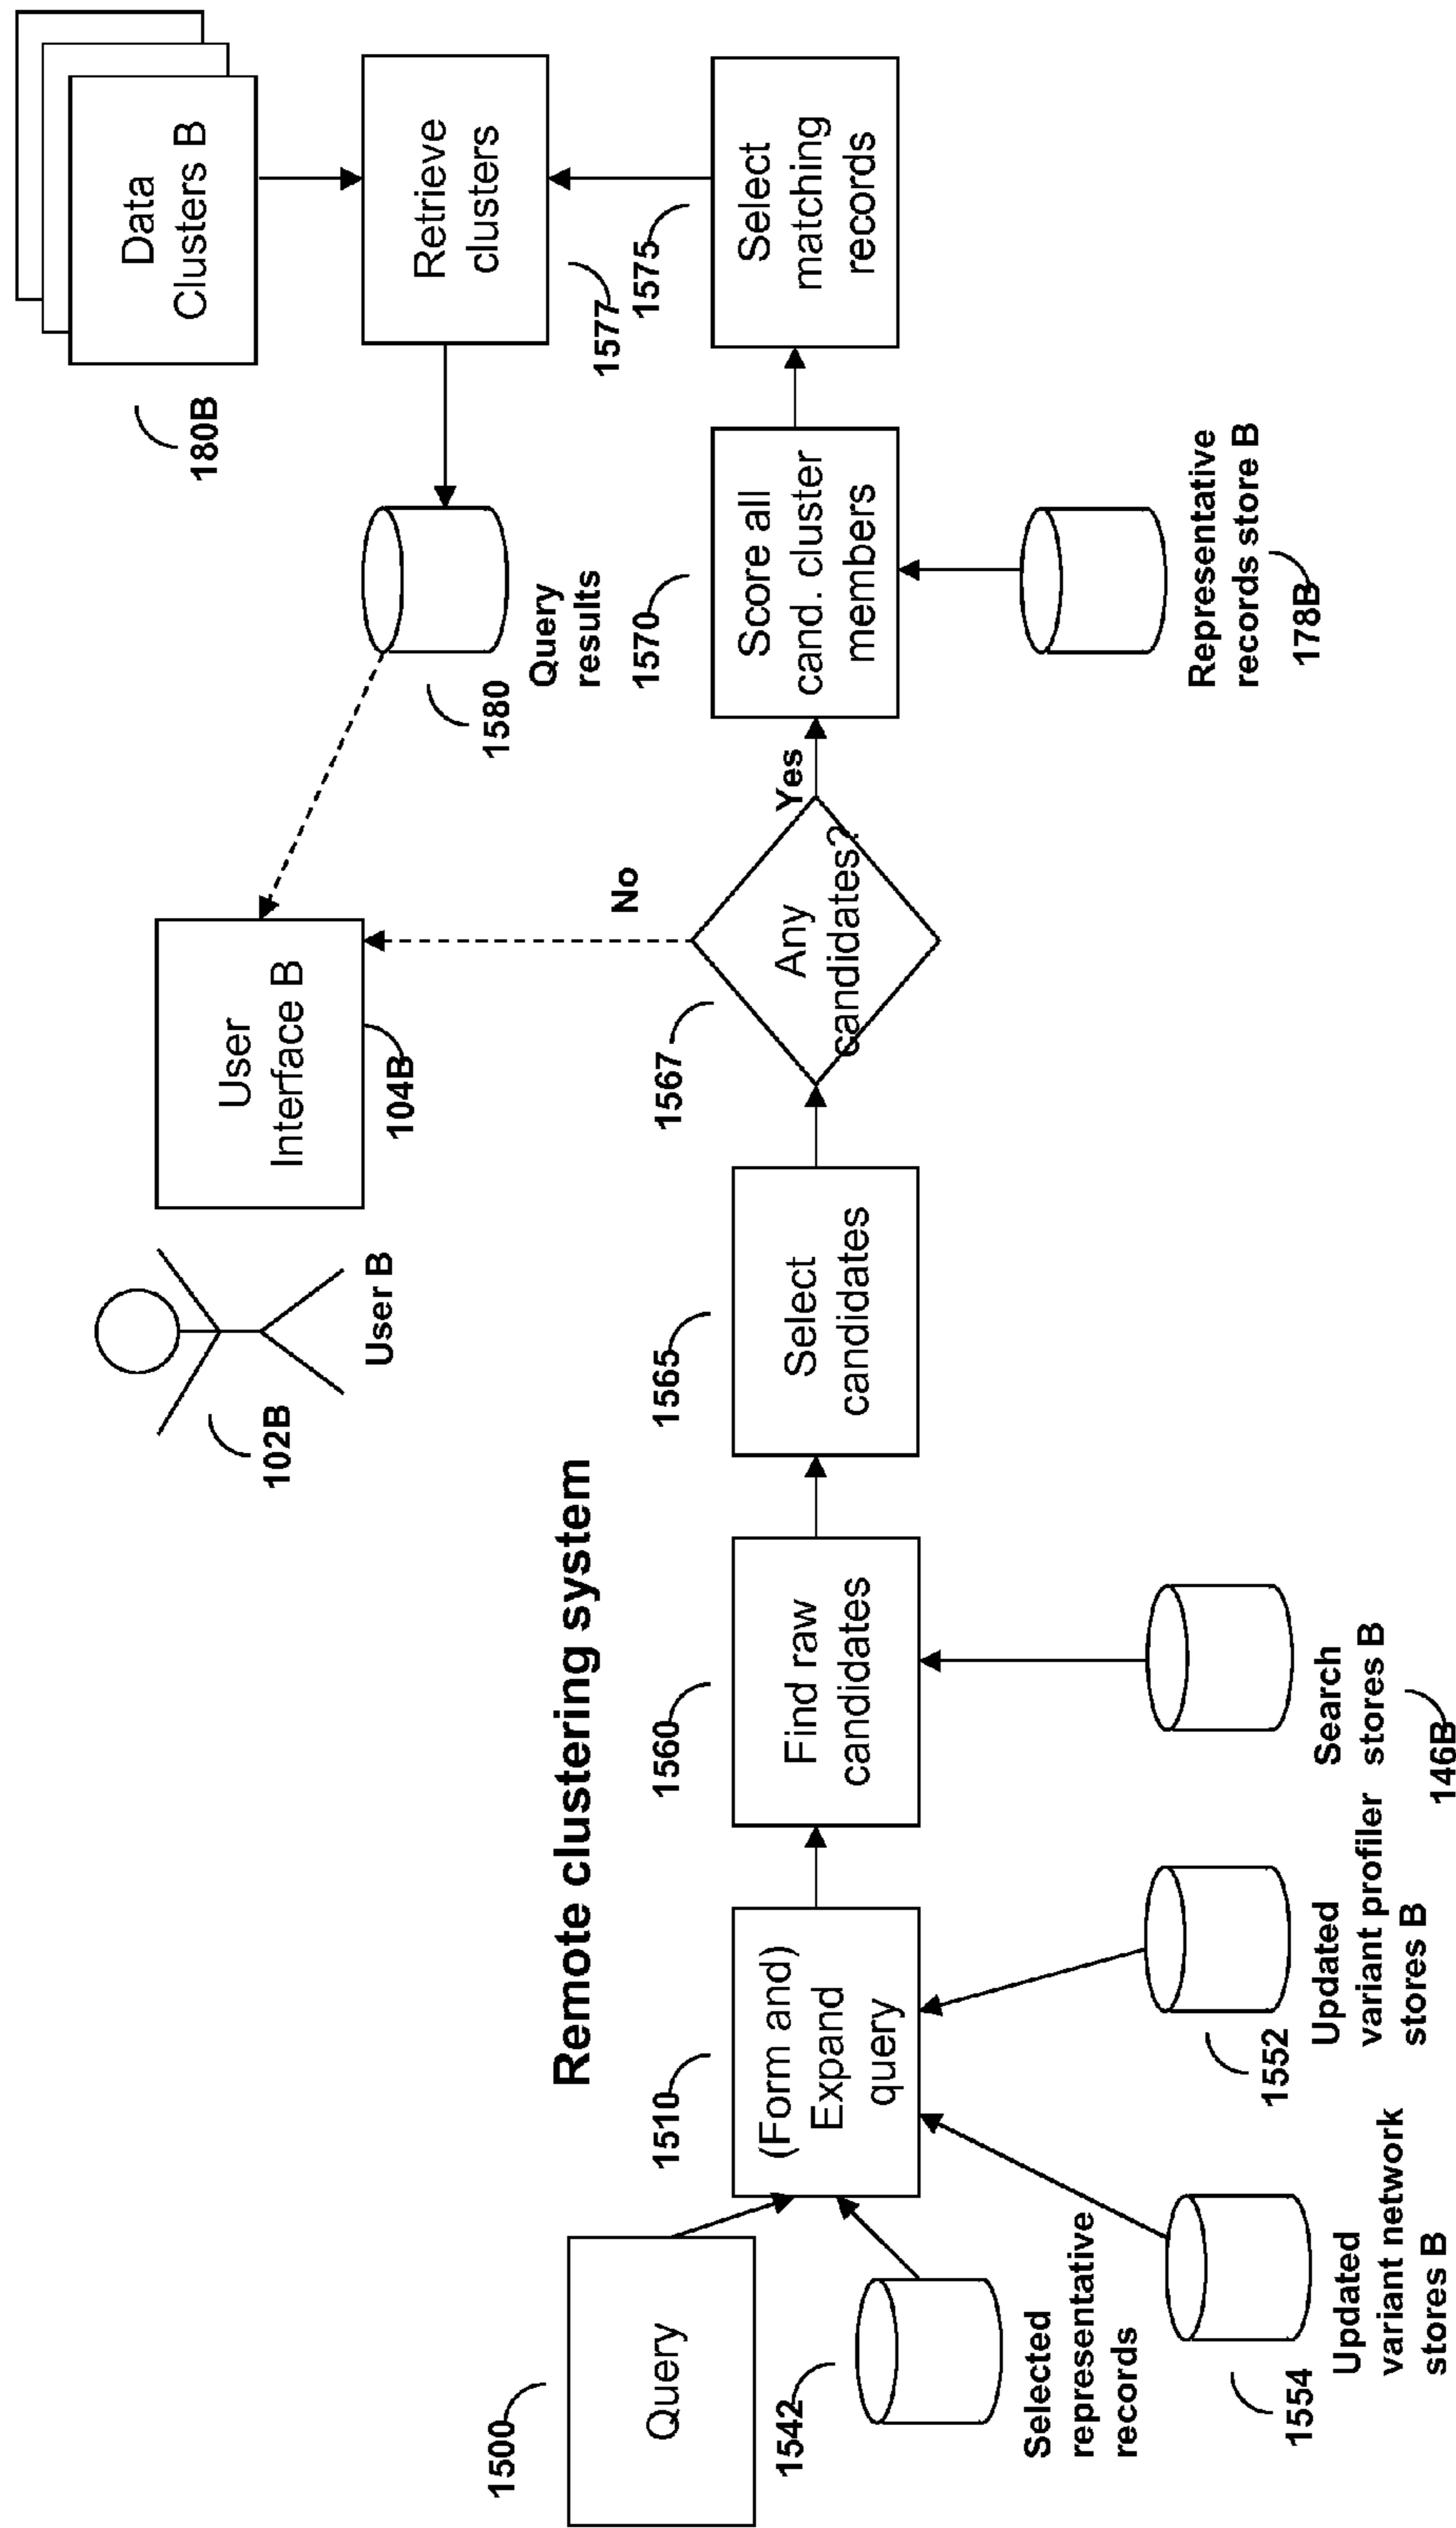 Data
Clusters B
180B
User
Interface B
104B
User B
102B
Retrieve
clusters
1577
Query
results
1580
Remote clustering system
Query
1500
1510
(Form and)
Expand
query
1560
Find raw
candidates
1565
Select
candidates
1567
Any
candidates?
No
Yes
1570
Score all
cand. cluster
members
1575
Select
matching
records
1542
Selected
representative
records
1554
Updated
variant network
stores B
1552
Updated
variant profiler
stores B
Search
stores B
146B
Representative
records store B
178B